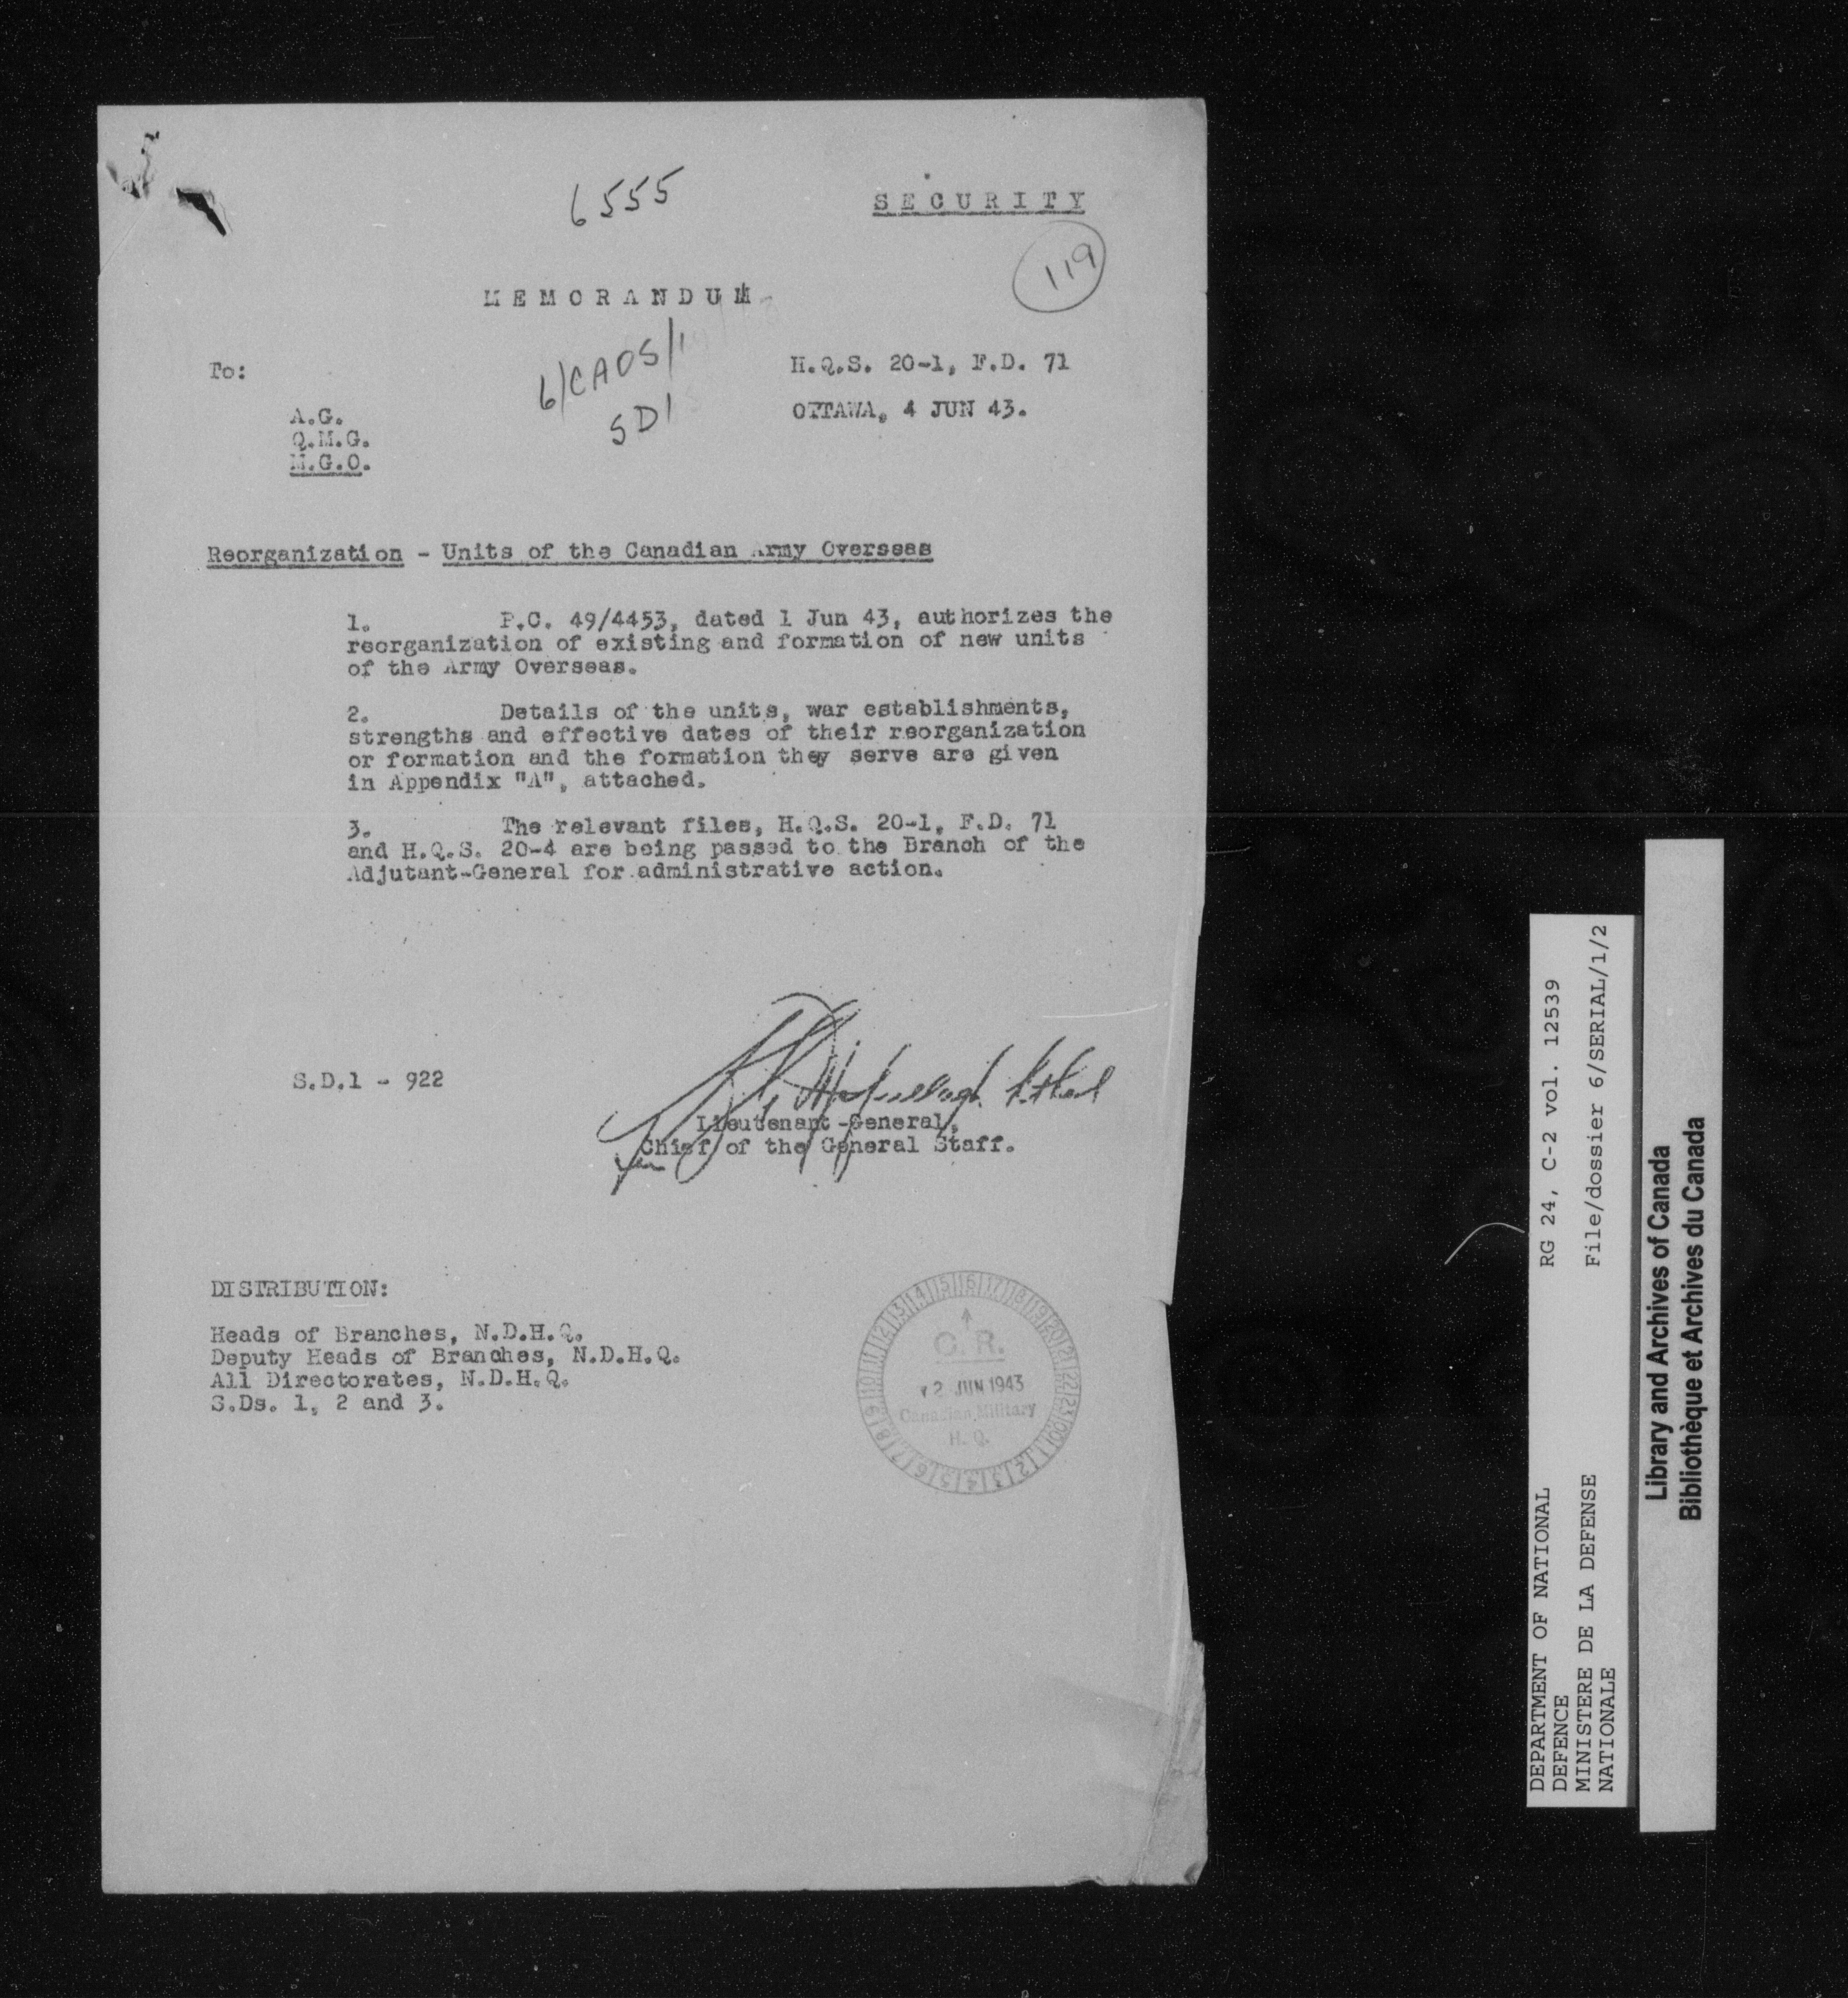 6555
SECURITY
119
MEMORANDUM
To:
6/CAOS/1
SD1
H.Q.S. 20-1, F.D. 71
OTTAWA, 4 JUN 43.
A.G.
Q.M.G.
M.G.O.
Reorganization - Units of the Canadian Army Overseas
1. P.C. 49/4453, dated 1 Jun 43, authorizes the
reorganization of existing and formation of new units
of the Army Overseas.
2. Details of the units, war establishments,
strengths and effective dates of their reorganization
or formation and the formation they serve are given
in Appendix "A", attached.
3. The relevant files, H.Q.S. 20-1, F.D. 71
and H.Q.S. 20-4 are being passed to the Branch of the
Adjutant-General for administrative action.
S.D.1 - 922
Lieutenant-General,
Chief of the General Staff.
DISTRIBUTION:
Heads of Branches, N.D.H.Q.
Deputy Heads of Branches, N.D.H.Q.
All Directorates, N.D.H.Q.
S.Ds. 1, 2 and 3.
C.R.
12 JUN 1943
Canadian Military
H.Q.
DEPARTMENT OF NATIONAL
DEFENCE
MINISTERE DE LA DEFENSE
NATIONALE
RG 24, C-2 vol. 12539
File/dossier 6/SERIAL/1/2
Library and Archives of Canada
Bibliothèque et Archives du Canada